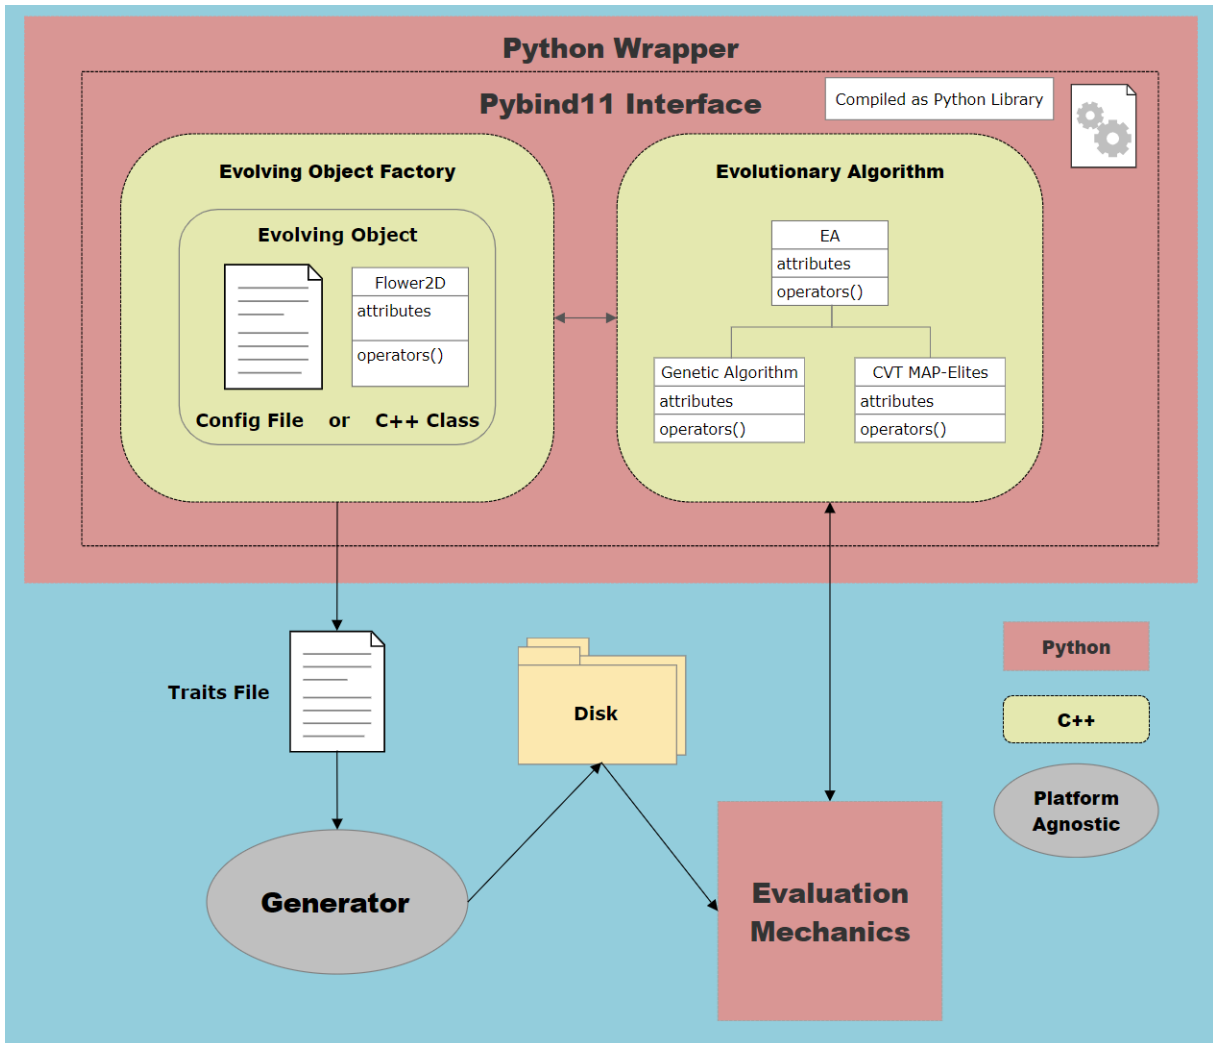 Python Wrapper
Pybind11 Interface
Compiled as Python Library
Evolving Object Factory
Evolving Object
Flower2D
attributes
operators()
Config File or C++ Class
Evolutionary Algorithm
EA
attributes
operators()
Genetic Algorithm
attributes
operators()
CVT MAP-Elites
attributes
operators()
Traits File
Disk
Generator
Evaluation
Mechanics
Python
C++
Platform
Agnostic